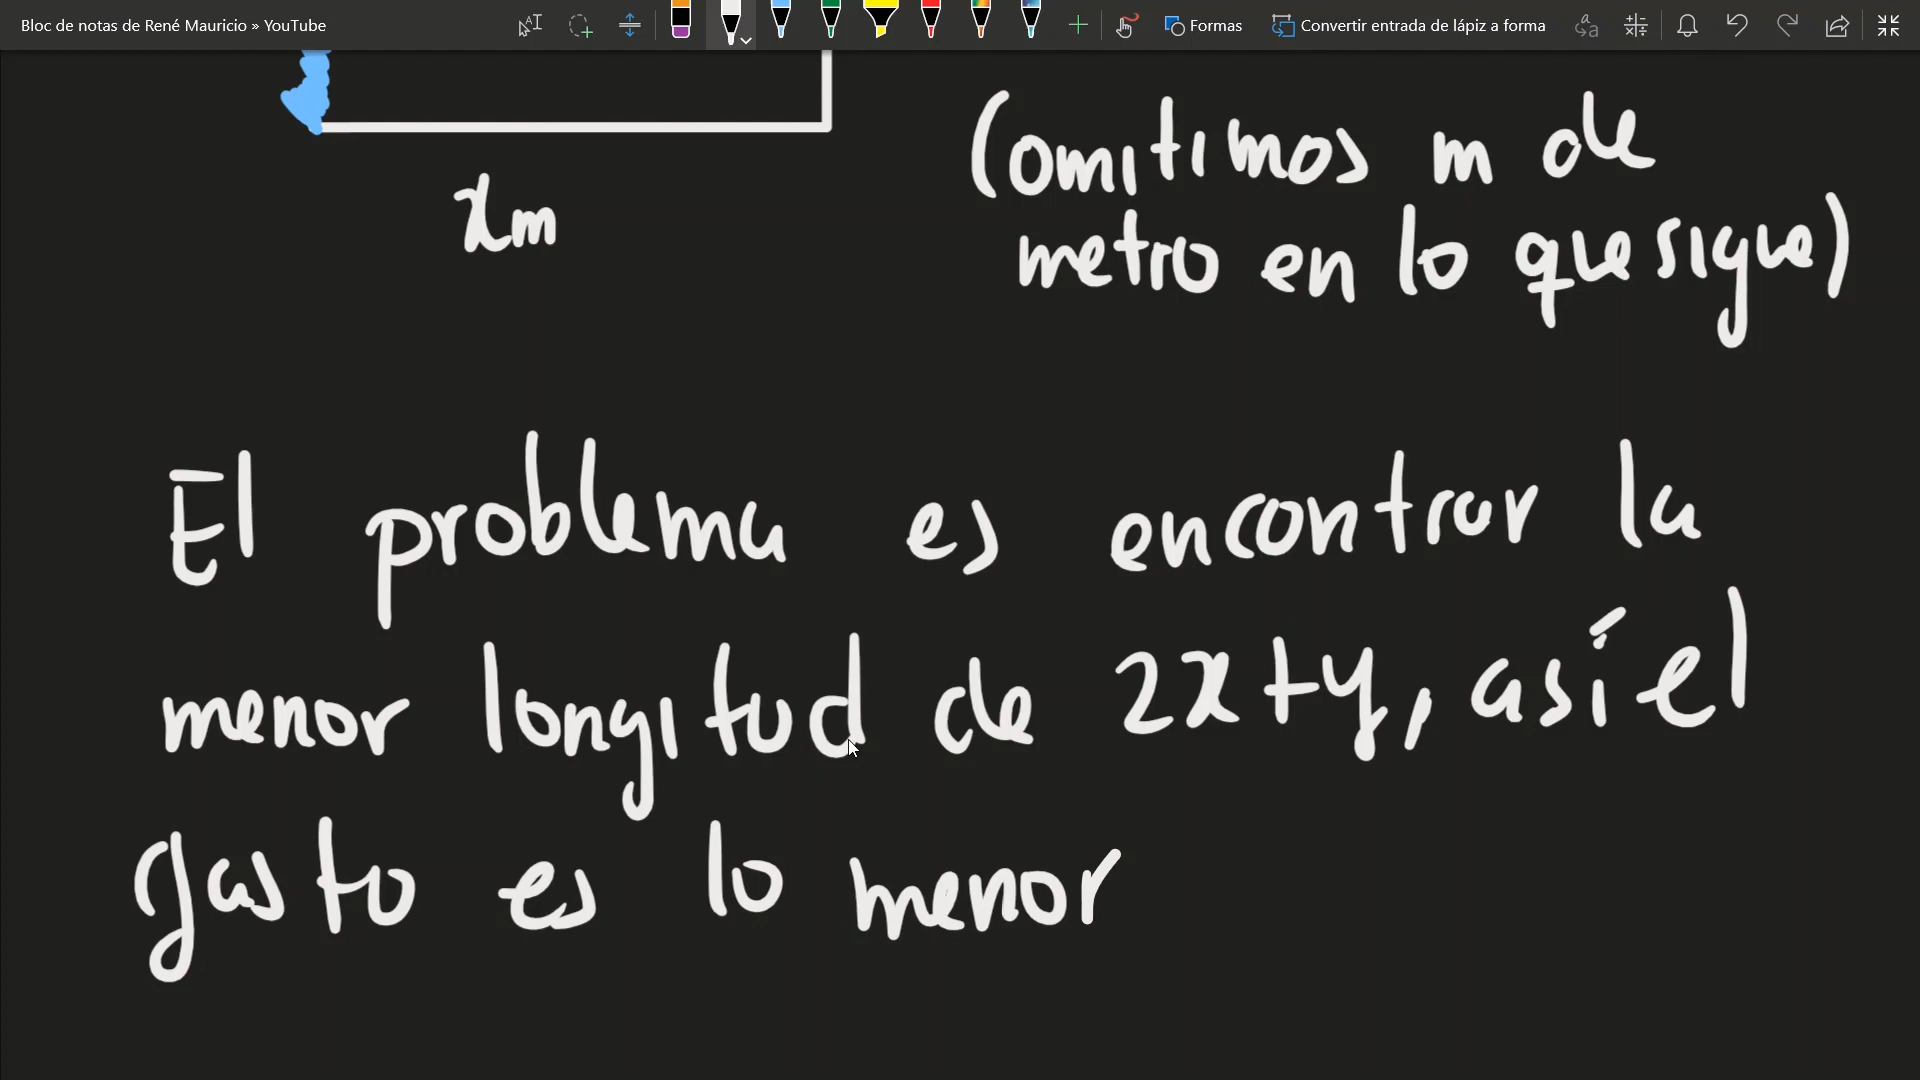 Bloc de notas de René Mauricio » YouTube
Formas
Convertir entrada de lápiz a forma
xm
(omitimos m de
metro en lo que sigue)
El problema es encontrar la
menor longitud de 2x+y, así el
gasto es lo menor